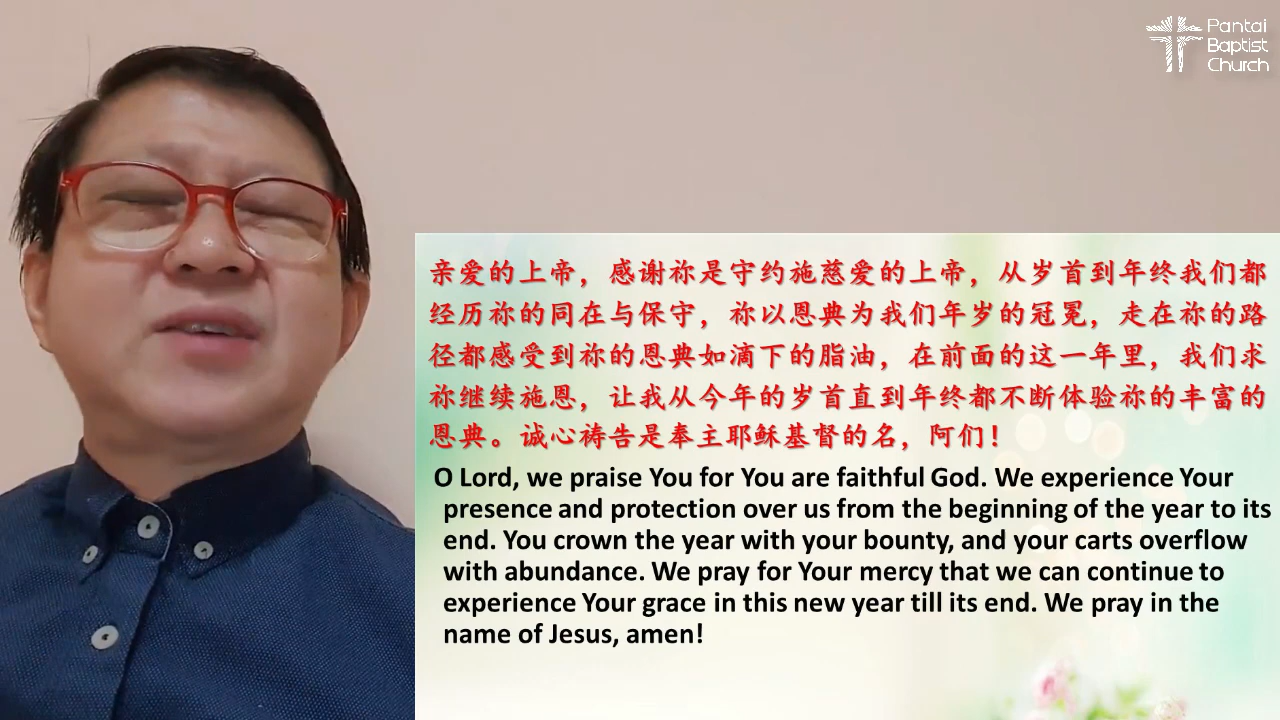 Pantai
Baptist
Church
亲爱的上帝，感谢祢是守约施慈爱的上帝，从岁首到年终我们都
经历祢的同在与保守，祢以恩典为我们年岁的冠冕，走在祢的路
径都感受到祢的恩典如滴下的脂油，在前面的这一年里，我们求
祢继续施恩，让我从今年的岁首直到年终都不断体验祢的丰富的
恩典。诚心祷告是奉主耶稣基督的名，阿们！
O Lord, we praise You for You are faithful God. We experience Your
presence and protection over us from the beginning of the year to its
end. You crown the year with your bounty, and your carts overflow
with abundance. We pray for Your mercy that we can continue to
experience Your grace in this new year till its end. We pray in the
name of Jesus, amen!